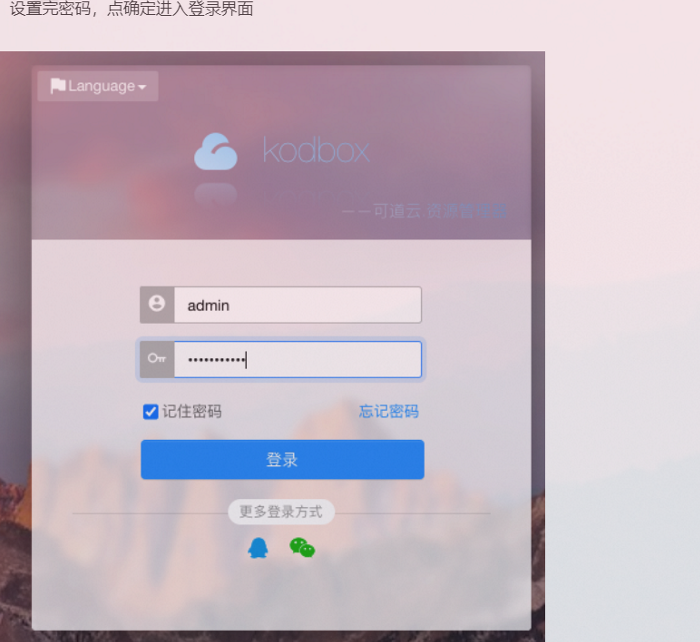 设置完密码，点确定进入登录界面
Language
kodbox
——可道云.资源管理器
admin
•••••••••••
记住密码
忘记密码
登录
更多登录方式